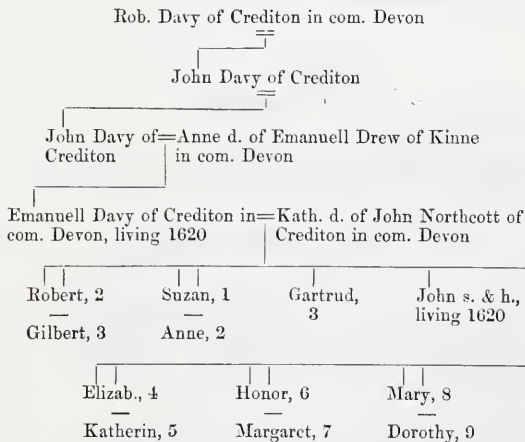 Rob. Davy of Crediton in com. Devon
John Davy of Crediton
John Davy of=Anne d. of Emanuell Drew of Kinne
Crediton in com. Devon
Emanuell Davy of Crediton in=Kath. d. of John Northcott of
com. Devon, living 1620 Crediton in com. Devon
Robert, 2 Suzan, 1 Gartrud, John s. & h.,
3 living 1620
Gilbert, 3 Anne, 2
Elizab., 4 Honor, 6 Mary, 8
Katherin, 5 Margaret, 7 Dorothy, 9